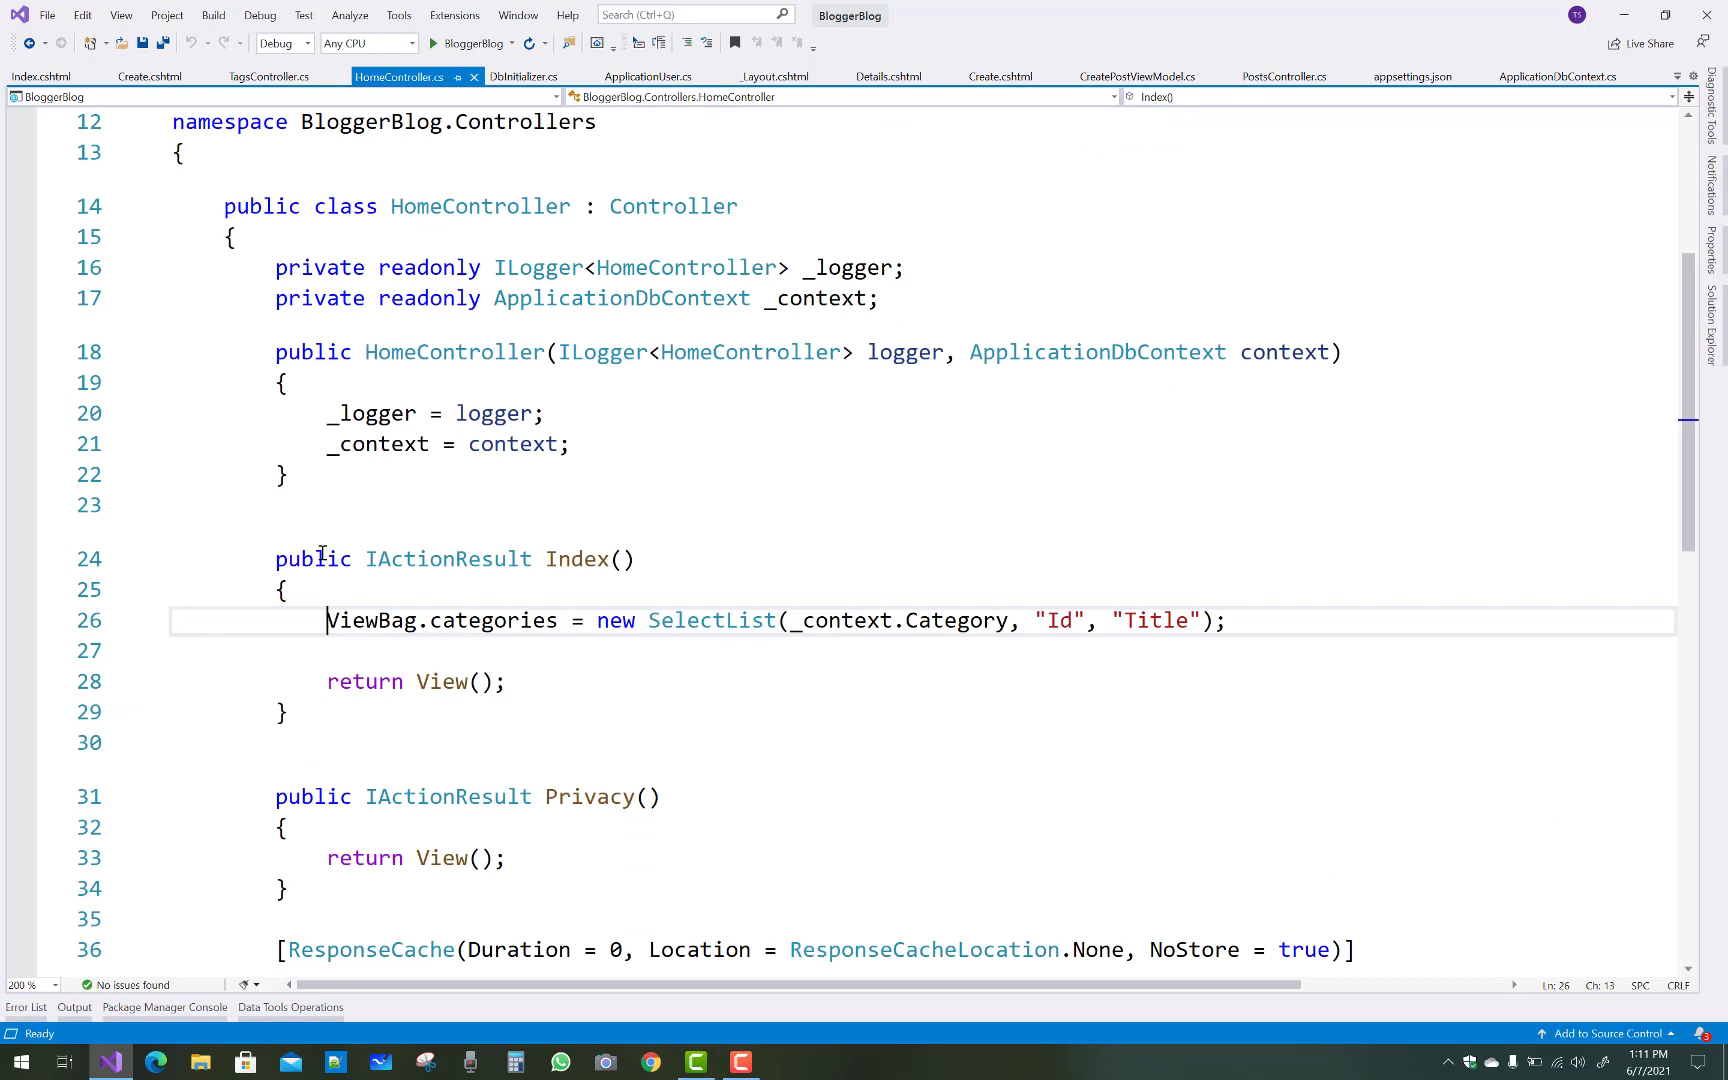 File Edit View Project Build Debug Test Analyze Tools Extensions Window Help Search (Ctrl+Q) BloggerBlog TS
Debug Any CPU BloggerBlog Live Share
Index.cshtml Create.cshtml TagsController.cs HomeController.cs DbInitializer.cs ApplicationUser.cs _Layout.cshtml Details.cshtml Create.cshtml CreatePostViewModel.cs PostsController.cs appsettings.json ApplicationDbContext.cs
BloggerBlog BloggerBlog.Controllers.HomeController Index()
12 namespace BloggerBlog.Controllers
13 {
14 public class HomeController : Controller
15 {
16 private readonly ILogger<HomeController> _logger;
17 private readonly ApplicationDbContext _context;
18 public HomeController(ILogger<HomeController> logger, ApplicationDbContext context)
19 {
20 _logger = logger;
21 _context = context;
22 }
23
24 public IActionResult Index()
25 {
26 ViewBag.categories = new SelectList(_context.Category, "Id", "Title");
27
28 return View();
29 }
30
31 public IActionResult Privacy()
32 {
33 return View();
34 }
35
36 [ResponseCache(Duration = 0, Location = ResponseCacheLocation.None, NoStore = true)]
Diagnostic Tools
Notifications
Properties
Solution Explorer
200 % No issues found Ln: 26 Ch: 13 SPC CRLF
Error List Output Package Manager Console Data Tools Operations
Ready Add to Source Control 3
1:11 PM
6/7/2021